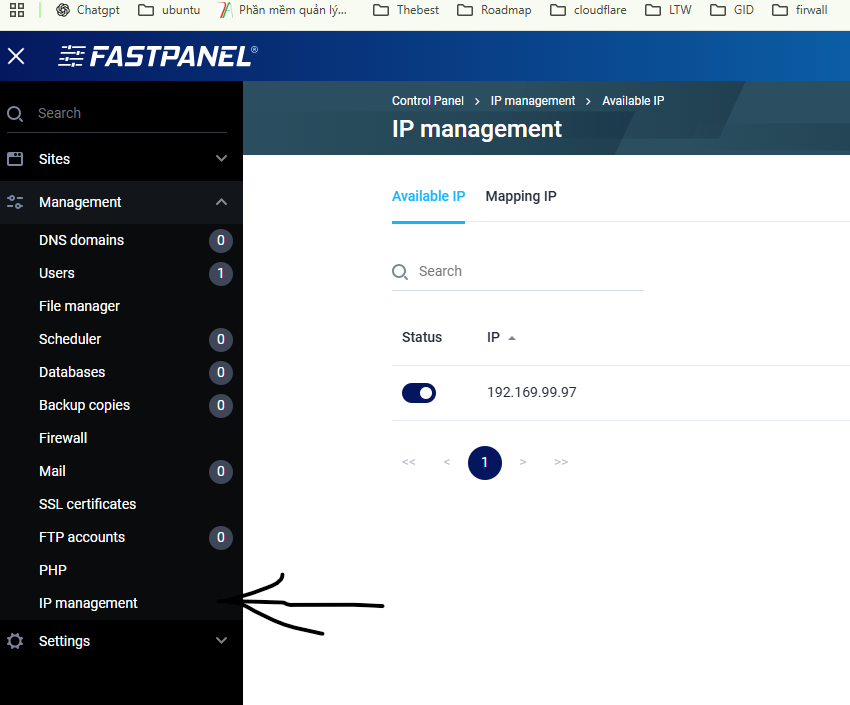 Chatgpt ubuntu Phần mềm quản lý... Thebest Roadmap cloudflare LTW GID firwall
FASTPANEL®
Search
Sites
Management
DNS domains 0
Users 1
File manager
Scheduler 0
Databases 0
Backup copies 0
Firewall
Mail 0
SSL certificates
FTP accounts 0
PHP
IP management
Settings
Control Panel > IP management > Available IP
IP management
Available IP Mapping IP
Search
Status IP
192.169.99.97
<< < 1 > >>